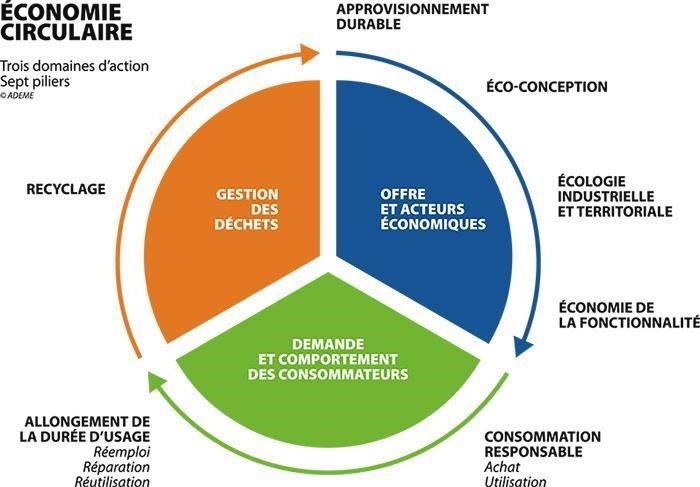 ÉCONOMIE
CIRCULAIRE
Trois domaines d'action
Sept piliers
© ADEME
APPROVISIONNEMENT
DURABLE
ÉCO-CONCEPTION
ÉCOLOGIE
INDUSTRIELLE
ET TERRITORIALE
ÉCONOMIE DE
LA FONCTIONNALITÉ
CONSOMMATION
RESPONSABLE
Achat
Utilisation
ALLONGEMENT DE
LA DURÉE D'USAGE
Réemploi
Réparation
Réutilisation
RECYCLAGE
GESTION
DES
DÉCHETS
OFFRE
ET ACTEURS
ÉCONOMIQUES
DEMANDE
ET COMPORTEMENT
DES CONSOMMATEURS